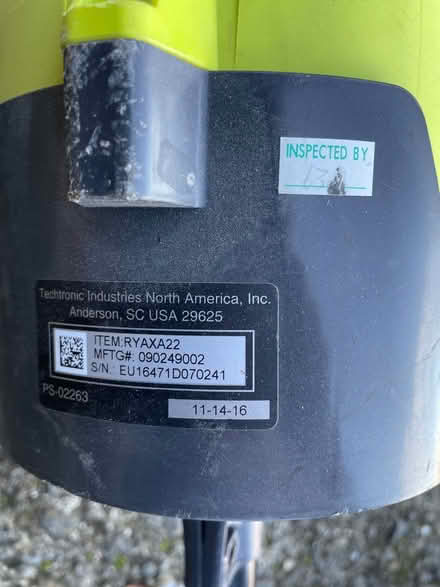 INSPECTED BY
Techtronic Industries North America, Inc.
Anderson, SC USA 29625
ITEM:RYAXA22
MFTG#: 090249002
S/N.: EU16471D070241
PS-02263
11-14-16